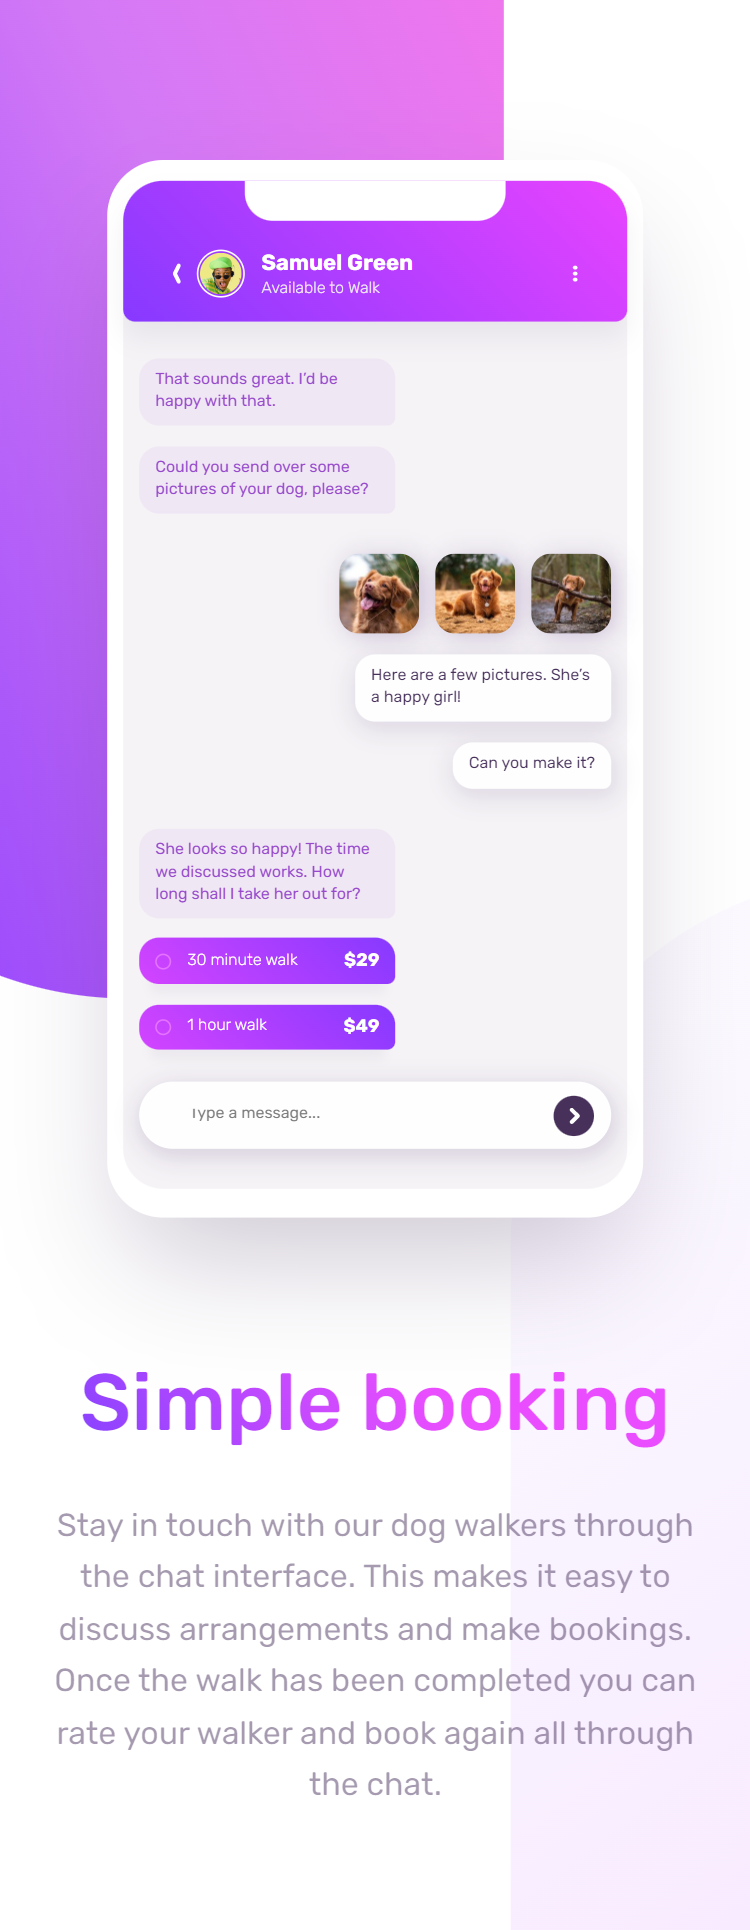 Samuel Green
Available to Walk
That sounds great. I’d be
happy with that.
Could you send over some
pictures of your dog, please?
Here are a few pictures. She’s
a happy girl!
Can you make it?
She looks so happy! The time
we discussed works. How
long shall I take her out for?
30 minute walk $29
1 hour walk $49
Type a message...
Simple booking
Stay in touch with our dog walkers through
the chat interface. This makes it easy to
discuss arrangements and make bookings.
Once the walk has been completed you can
rate your walker and book again all through
the chat.